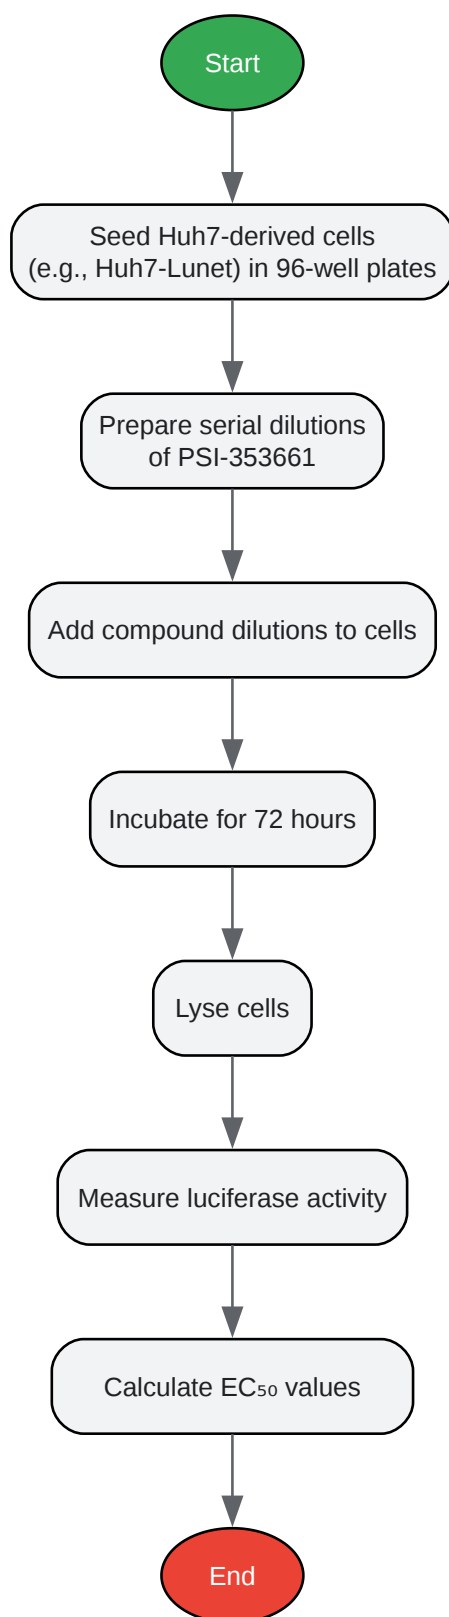 Start
Seed Huh7-derived cells
(e.g., Huh7-Lunet) in 96-well plates
Prepare serial dilutions
of PSI-353661
Add compound dilutions to cells
Incubate for 72 hours
Lyse cells
Measure luciferase activity
Calculate EC₅₀ values
End